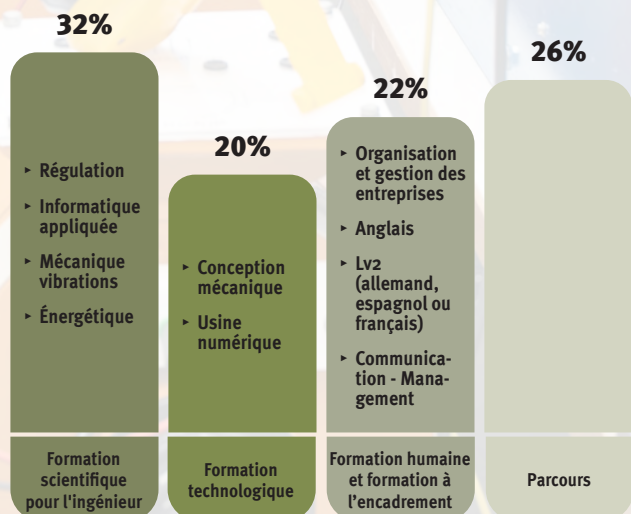 32%
▸ Régulation
▸ Informatique
appliquée
▸ Mécanique
vibrations
▸ Énergétique
Formation
scientifique
pour l'ingénieur
20%
▸ Conception
mécanique
▸ Usine
numérique
Formation
technologique
22%
▸ Organisation
et gestion des
entreprises
▸ Anglais
▸ Lv2
(allemand,
espagnol ou
français)
▸ Communica-
tion - Mana-
gement
Formation humaine
et formation à
l’encadrement
26%
Parcours